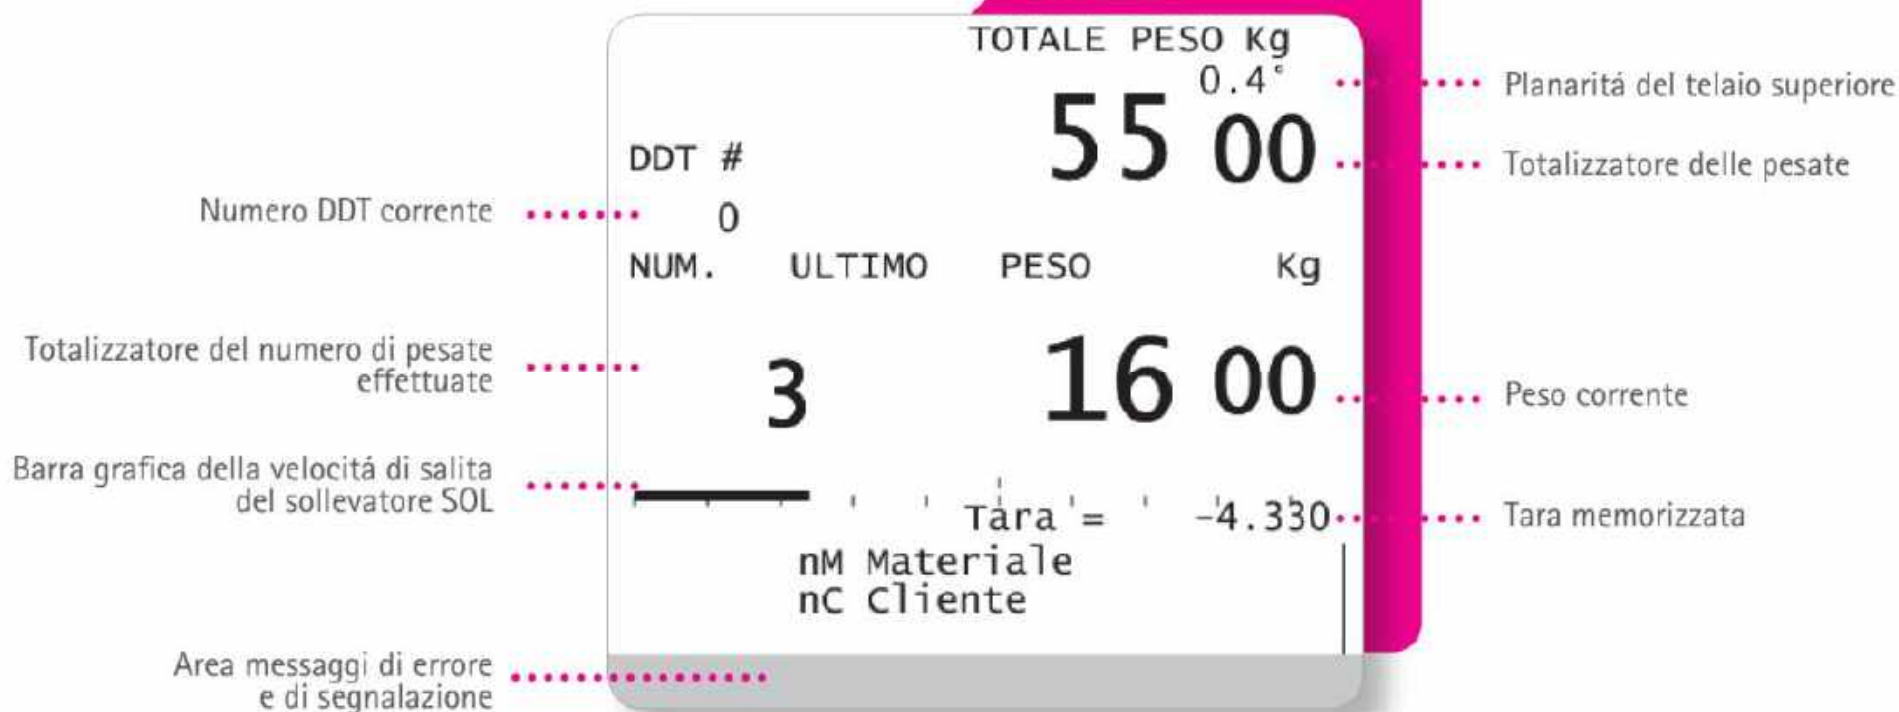 TOTALE PESO Kg
0.4°
Planaritá del telaio superiore
55 00
Totalizzatore delle pesate
DDT #
Numero DDT corrente
0
NUM. ULTIMO PESO Kg
Totalizzatore del numero di pesate
effettuate
3
16 00
Peso corrente
Barra grafica della velocitá di salita
del sollevatore SOL
Tara = -4.330
Tara memorizzata
nM Materiale
nC Cliente
Area messaggi di errore
e di segnalazione